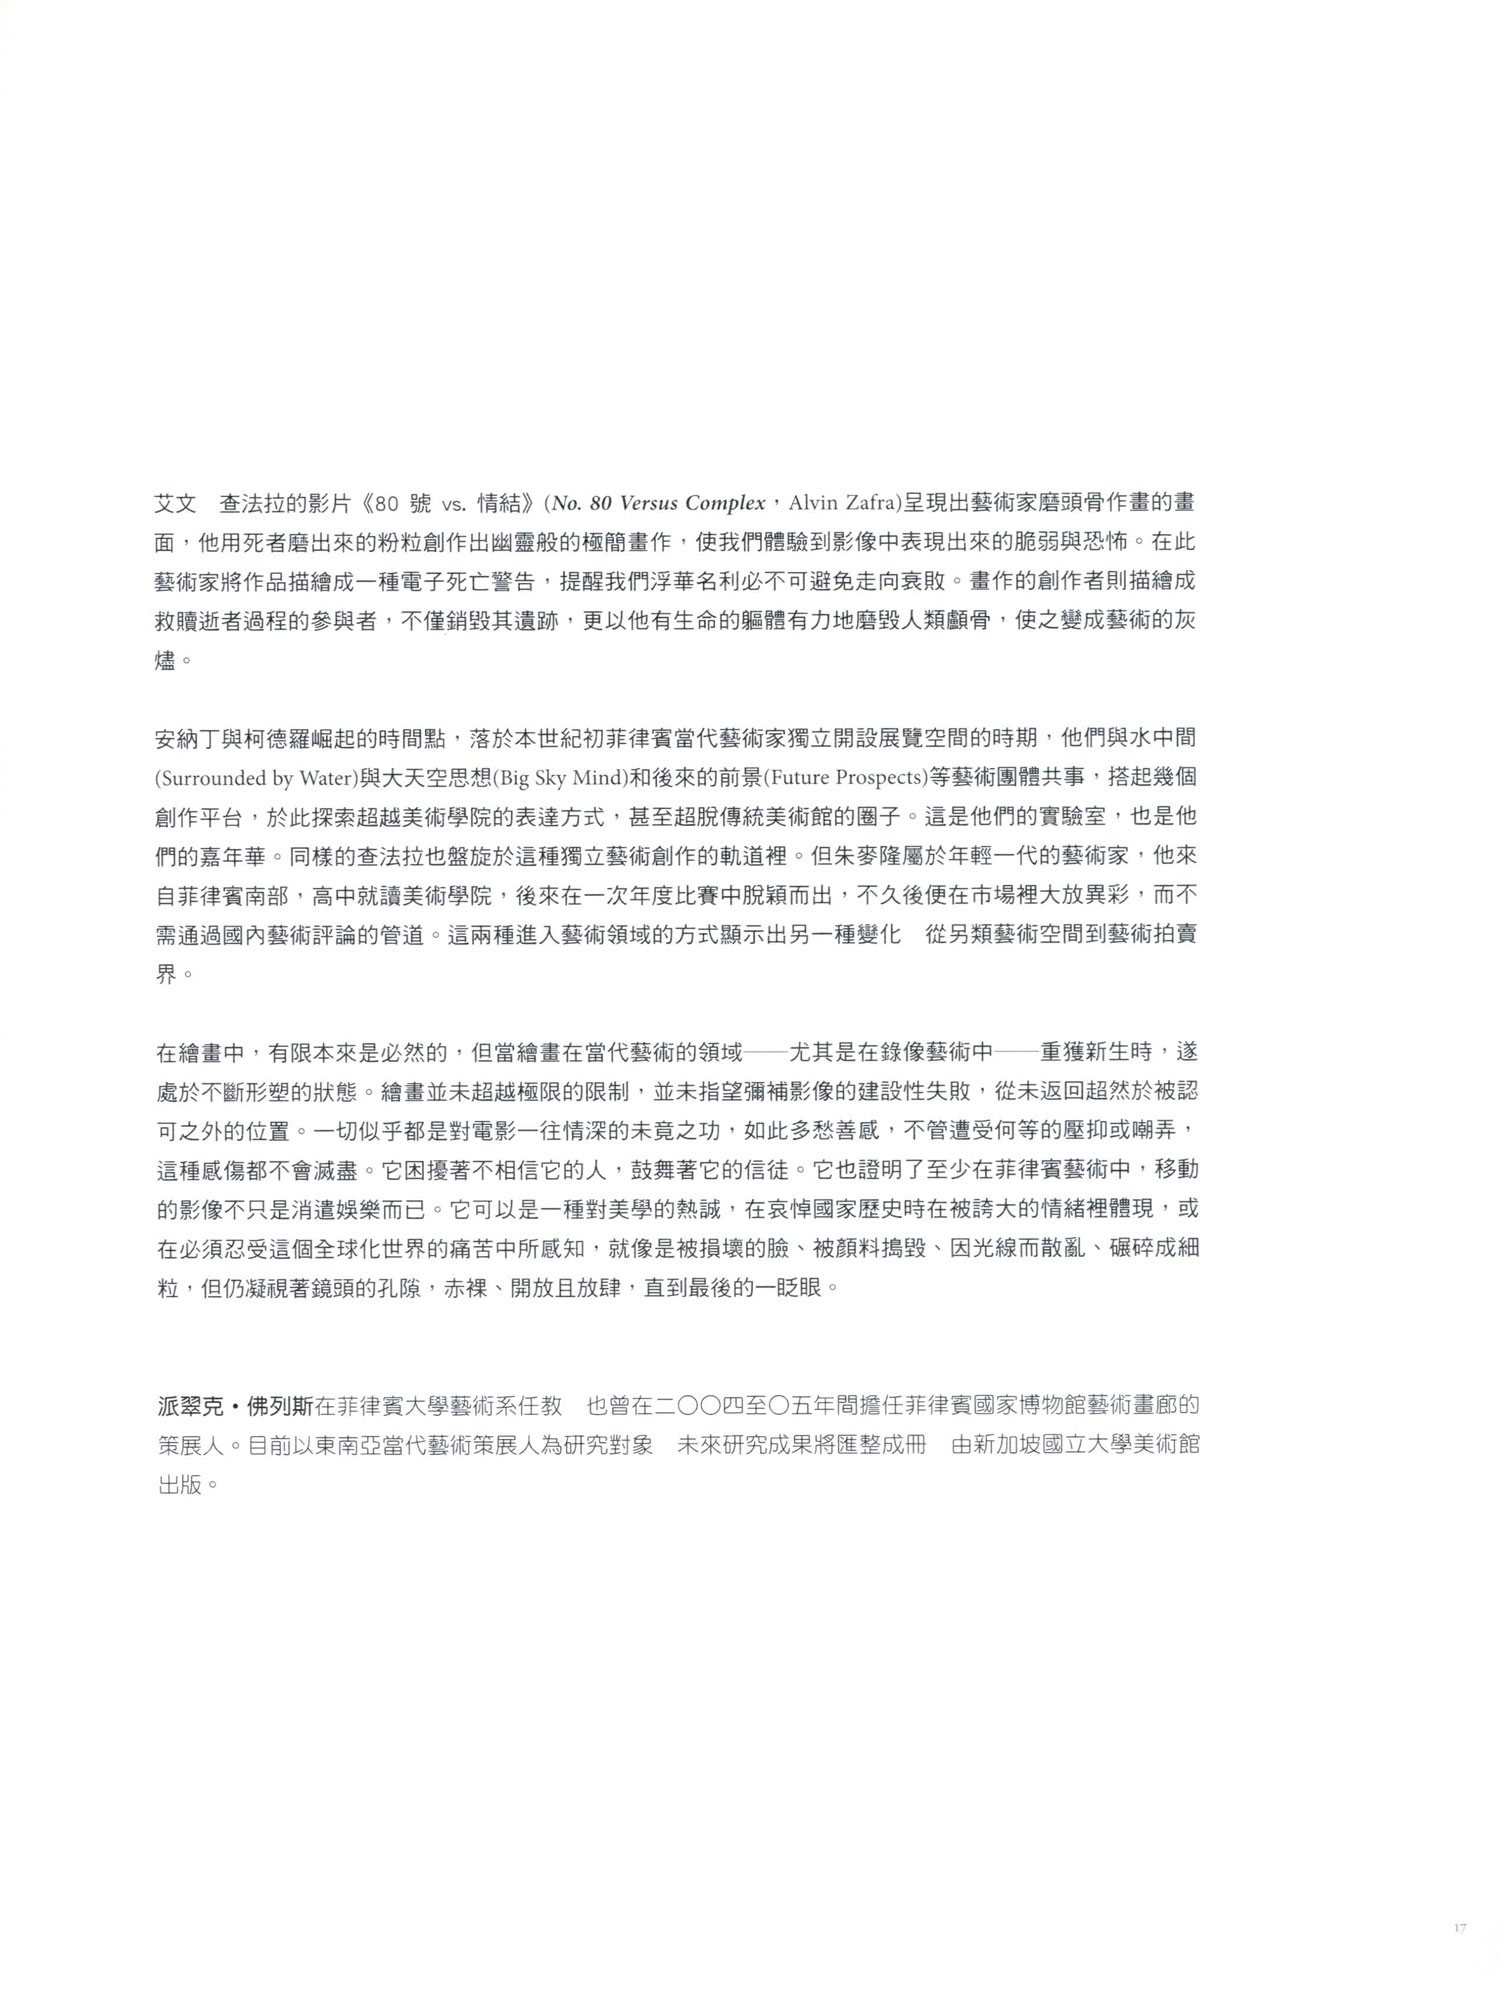 艾文　查法拉的影片《80 號 vs. 情結》(No. 80 Versus Complex，Alvin Zafra)呈現出藝術家磨頭骨作畫的畫
面，他用死者磨出來的粉粒創作出幽靈般的極簡畫作，使我們體驗到影像中表現出來的脆弱與恐怖。在此
藝術家將作品描繪成一種電子死亡警告，提醒我們浮華名利必不可避免走向衰敗。畫作的創作者則描繪成
救贖逝者過程的參與者，不僅銷毀其遺跡，更以他有生命的軀體有力地磨毀人類顱骨，使之變成藝術的灰
燼。
安納丁與柯德羅崛起的時間點，落於本世紀初菲律賓當代藝術家獨立開設展覽空間的時期，他們與水中間
(Surrounded by Water)與大天空思想(Big Sky Mind)和後來的前景(Future Prospects)等藝術團體共事，搭起幾個
創作平台，於此探索超越美術學院的表達方式，甚至超脫傳統美術館的圈子。這是他們的實驗室，也是他
們的嘉年華。同樣的查法拉也盤旋於這種獨立藝術創作的軌道裡。但朱麥隆屬於年輕一代的藝術家，他來
自菲律賓南部，高中就讀美術學院，後來在一次年度比賽中脫穎而出，不久後便在市場裡大放異彩，而不
需通過國內藝術評論的管道。這兩種進入藝術領域的方式顯示出另一種變化　從另類藝術空間到藝術拍賣
界。
在繪畫中，有限本來是必然的，但當繪畫在當代藝術的領域——尤其是在錄像藝術中——重獲新生時，遂
處於不斷形塑的狀態。繪畫並未超越極限的限制，並未指望彌補影像的建設性失敗，從未返回超然於被認
可之外的位置。一切似乎都是對電影一往情深的未竟之功，如此多愁善感，不管遭受何等的壓抑或嘲弄，
這種感傷都不會滅盡。它困擾著不相信它的人，鼓舞著它的信徒。它也證明了至少在菲律賓藝術中，移動
的影像不只是消遣娛樂而已。它可以是一種對美學的熱誠，在哀悼國家歷史時在被誇大的情緒裡體現，或
在必須忍受這個全球化世界的痛苦中所感知，就像是被損壞的臉、被顏料搗毀、因光線而散亂、碾碎成細
粒，但仍凝視著鏡頭的孔隙，赤裸、開放且放肆，直到最後的一眨眼。
派翠克・佛列斯在菲律賓大學藝術系任教　也曾在二〇〇四至〇五年間擔任菲律賓國家博物館藝術畫廊的
策展人。目前以東南亞當代藝術策展人為研究對象　未來研究成果將匯整成冊　由新加坡國立大學美術館
出版。
17